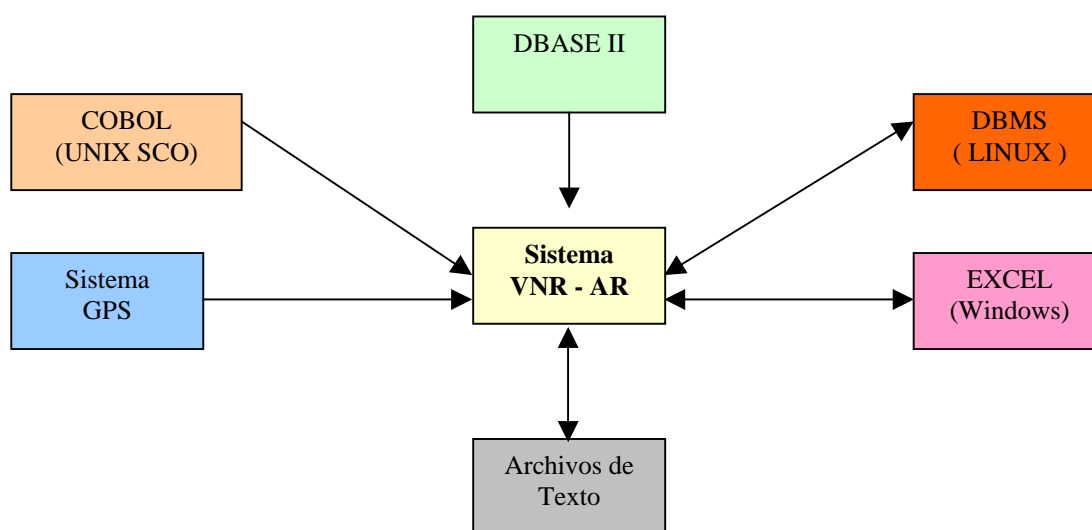 DBASE II
COBOL
(UNIX SCO)
DBMS
( LINUX )
Sistema
VNR - AR
Sistema
GPS
EXCEL
(Windows)
Archivos de
Texto